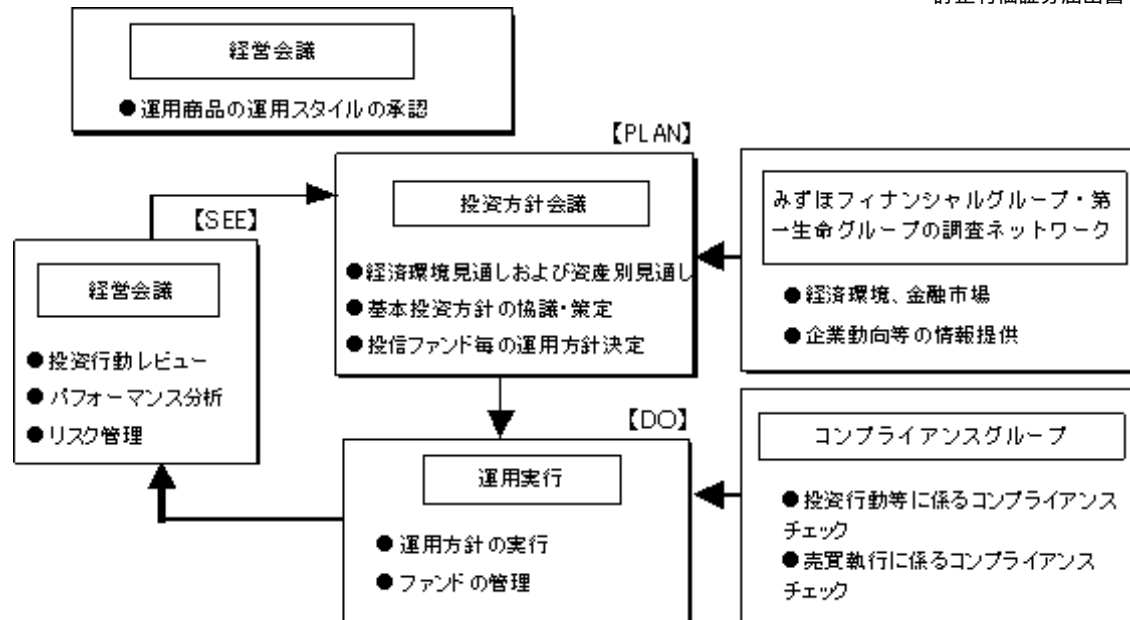 経営会議
●運用商品の運用スタイルの承認
【PLAN】
投資方針会議
●経済環境見通しおよび資産別見通し
●基本投資方針の協議・策定
●投信ファンド毎の運用方針決定
みずほフィナンシャルグループ・第
一生命グループの調査ネットワーク
●経済環境、金融市場
●企業動向等の情報提供
【SEE】
経営会議
●投資行動レビュー
●パフォーマンス分析
●リスク管理
【DO】
運用実行
●運用方針の実行
●ファンドの管理
コンプライアンスグループ
●投資行動等に係るコンプライアンス
チェック
●売買執行に係るコンプライアンス
チェック